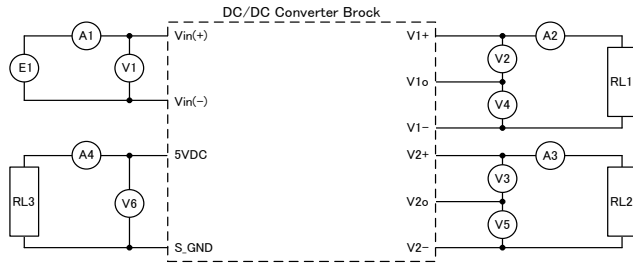 DC/DC Converter Brock
A1 Vin(+) V1+ A2
E1 V1 V2
V1o RL1
Vin(-) V4
V1-
A4 5VDC V2+ A3
V3
RL3 V6 V2o RL2
V5
S_GND V2-